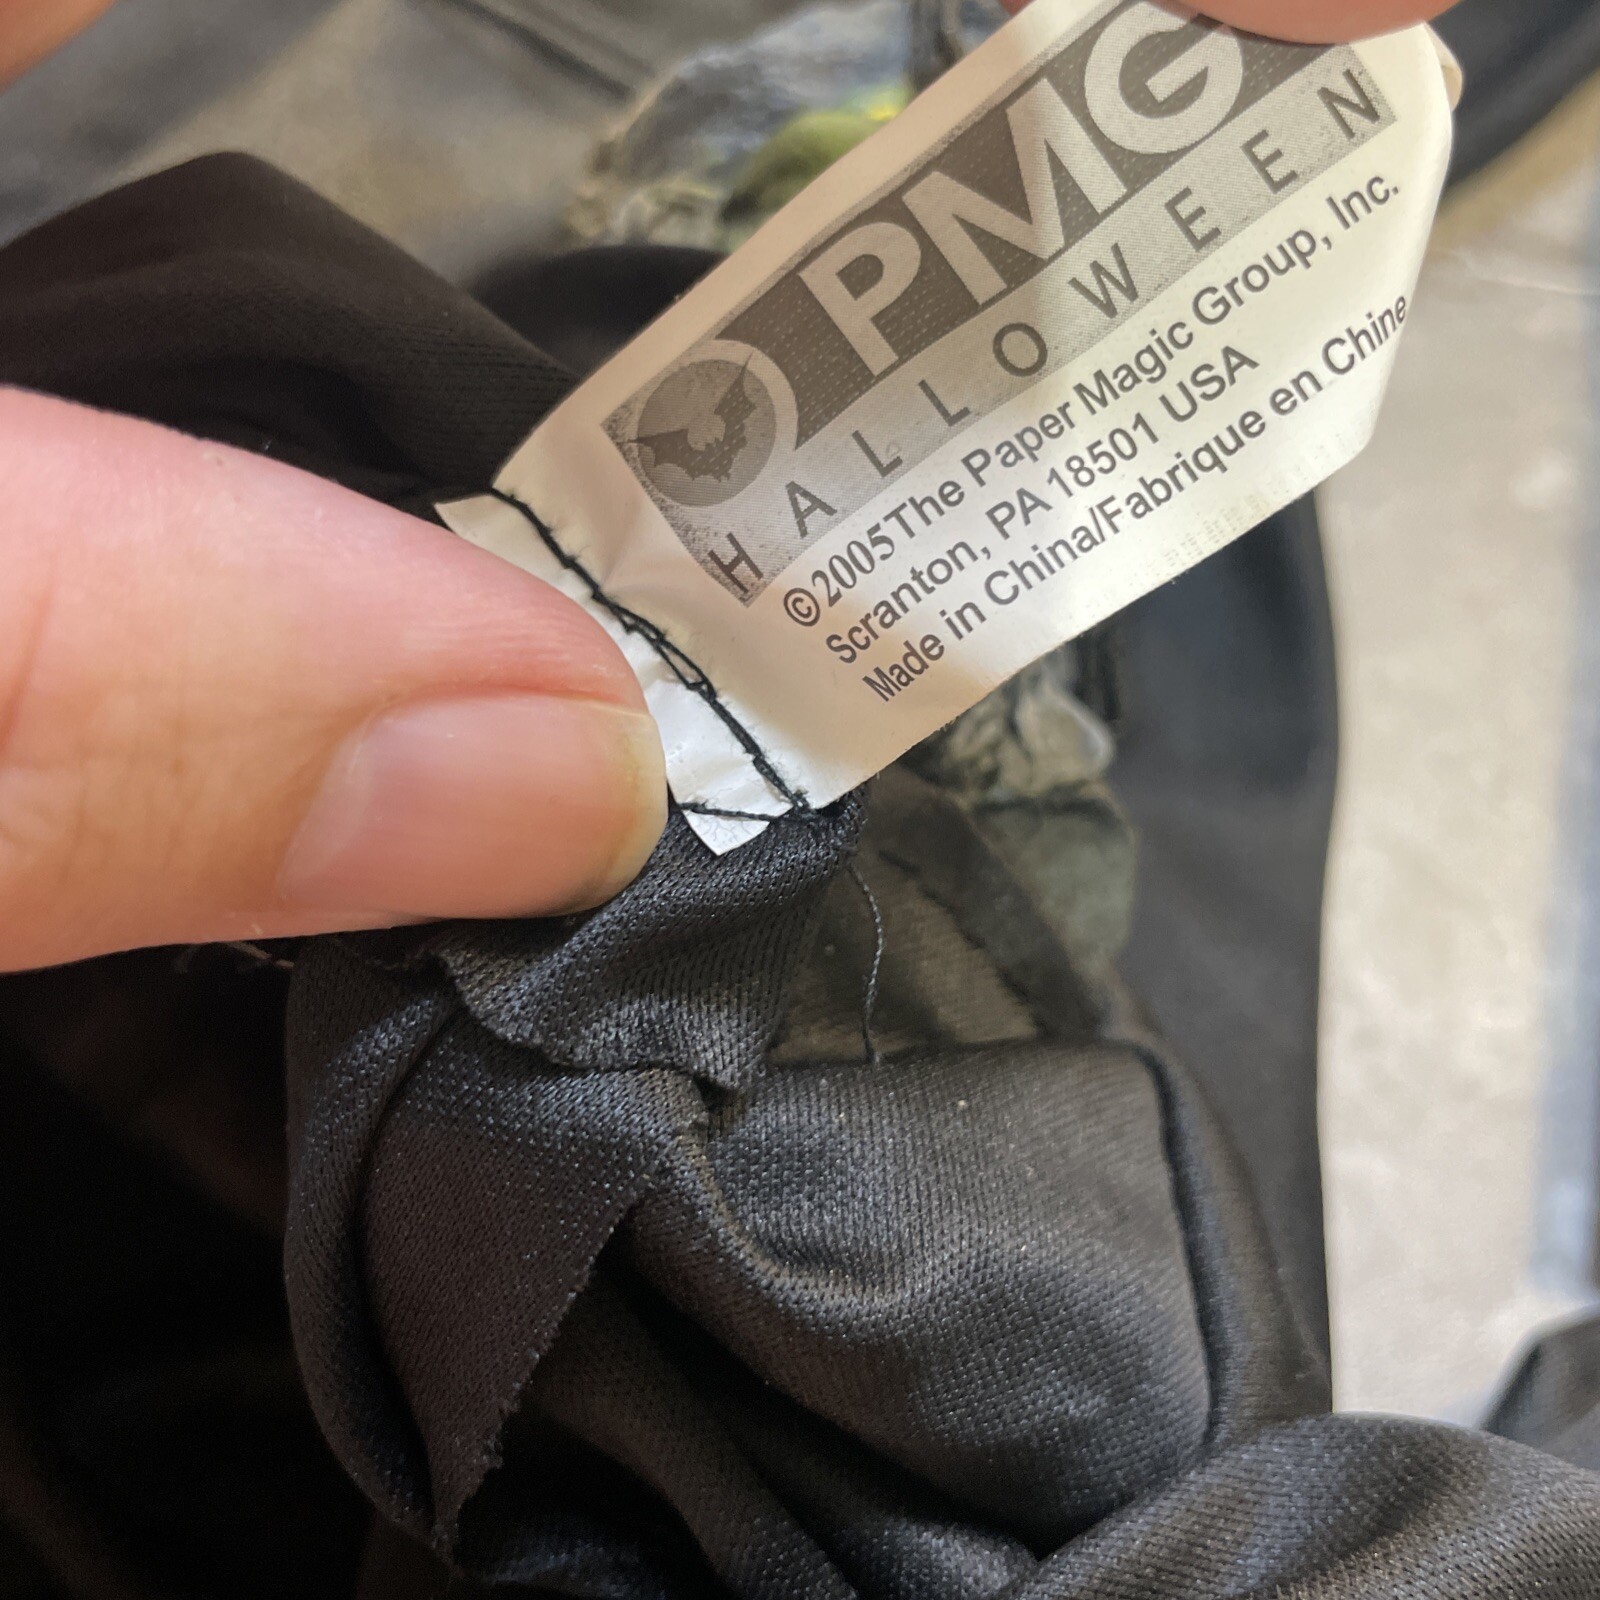 PMG
HALLOWEEN
©2005 The Paper Magic Group, Inc.
Scranton, PA 18501 USA
Made in China/Fabrique en Chine